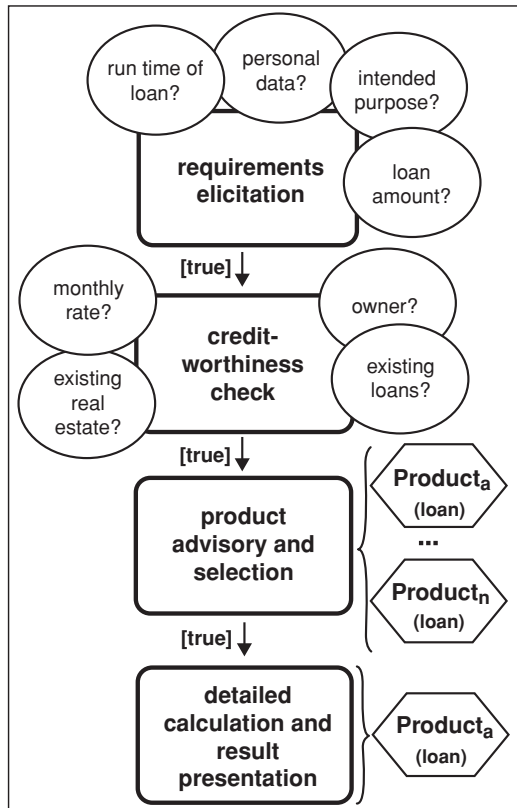 run time of
loan?
personal
data?
intended
purpose?
requirements
elicitation
loan
amount?
[true]
monthly
rate?
owner?
credit-
worthiness
check
existing
real
estate?
existing
loans?
[true]
product
advisory and
selection
Productₐ
(loan)
...
Productₙ
(loan)
[true]
detailed
calculation and
result
presentation
Productₐ
(loan)